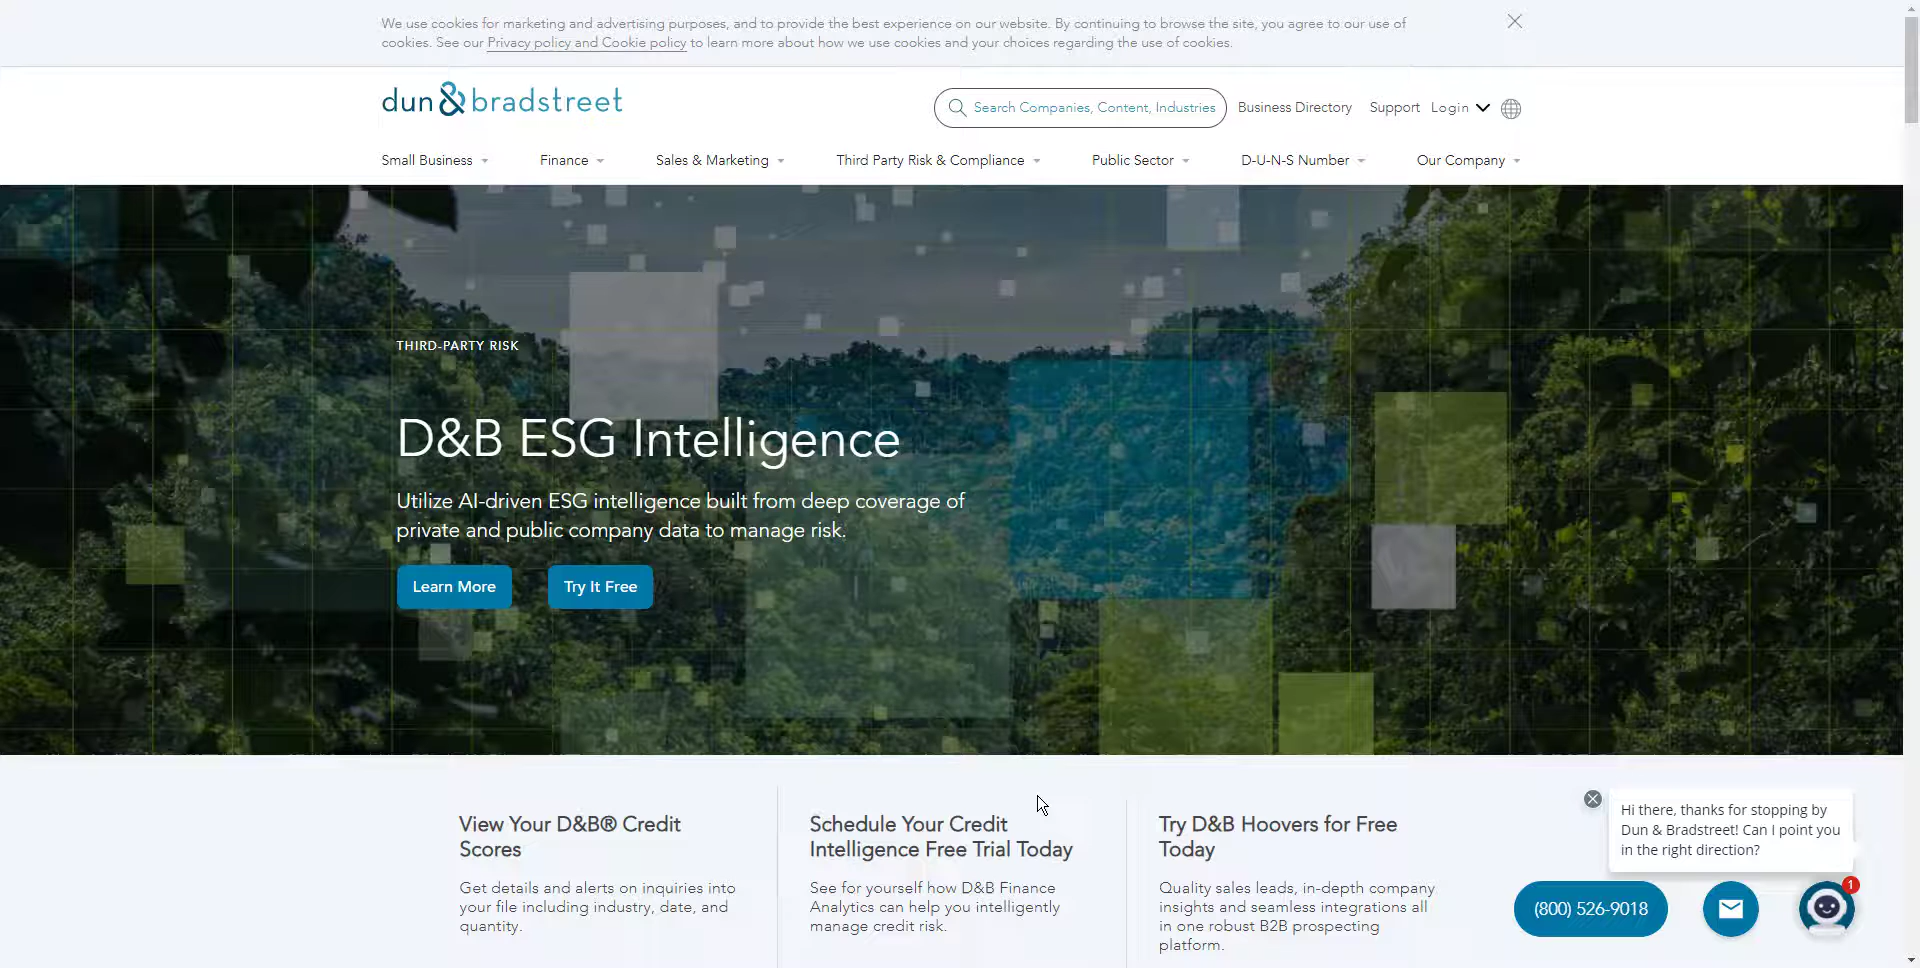 We use cookies for marketing and advertising purposes, and to provide the best experience on our website. By continuing to browse the site, you agree to our use of
cookies. See our Privacy policy and Cookie policy to learn more about how we use cookies and your choices regarding the use of cookies.
dun & bradstreet
Search Companies, Content, Industries
Business Directory
Support
Login
Small Business
Finance
Sales & Marketing
Third Party Risk & Compliance
Public Sector
D-U-N-S Number
Our Company
THIRD-PARTY RISK
D&B ESG Intelligence
Utilize AI-driven ESG intelligence built from deep coverage of
private and public company data to manage risk.
Learn More
Try It Free
View Your D&B® Credit
Scores
Get details and alerts on inquiries into
your file including industry, date, and
quantity.
Schedule Your Credit
Intelligence Free Trial Today
See for yourself how D&B Finance
Analytics can help you intelligently
manage credit risk.
Try D&B Hoovers for Free
Today
Quality sales leads, in-depth company
insights and seamless integrations all
in one robust B2B prospecting
platform.
Hi there, thanks for stopping by
Dun & Bradstreet! Can I point you
in the right direction?
(800) 526-9018
1